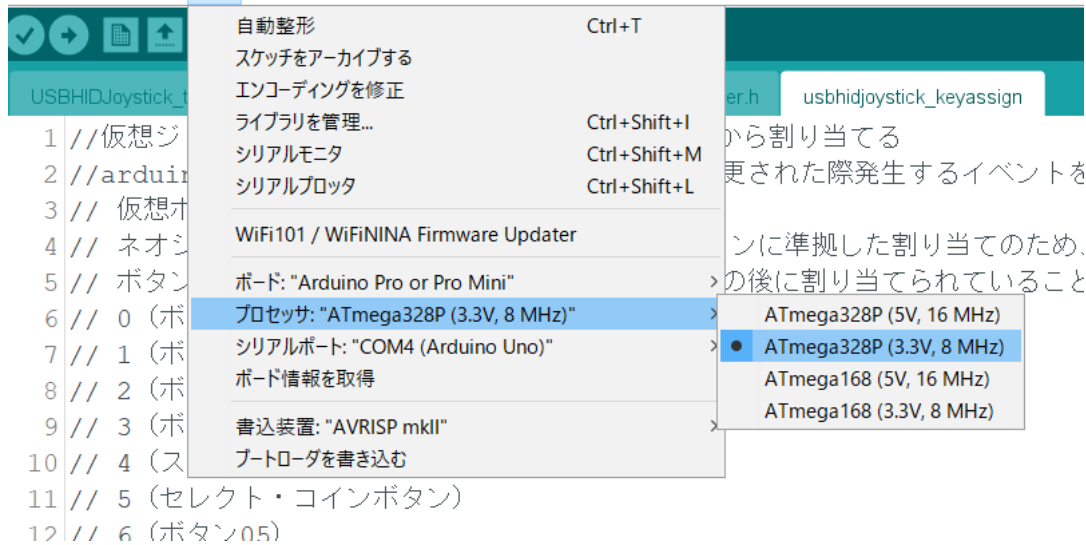 自動整形 Ctrl+T
スケッチをアーカイブする
エンコーディングを修正
ライブラリを管理... Ctrl+Shift+I
シリアルモニタ Ctrl+Shift+M
シリアルプロッタ Ctrl+Shift+L
WiFi101 / WiFiNINA Firmware Updater
ボード: "Arduino Pro or Pro Mini"
プロセッサ: "ATmega328P (3.3V, 8 MHz)"
シリアルポート: "COM4 (Arduino Uno)"
ボード情報を取得
書込装置: "AVRISP mkII"
ブートローダを書き込む
ATmega328P (5V, 16 MHz)
ATmega328P (3.3V, 8 MHz)
ATmega168 (5V, 16 MHz)
ATmega168 (3.3V, 8 MHz)
USBHIDJoystick_t er.h usbhidjoystick_keyassign
1 //仮想ジ から割り当てる
2 //arduin 更された際発生するイベントを
3 // 仮想ボ
4 // ネオジ ンに準拠した割り当てのため、
5 // ボタン の後に割り当てられていること
6 // 0（ボ
7 // 1（ボ
8 // 2（ボ
9 // 3（ボ
10 // 4（ス
11 // 5（セレクト・コインボタン）
12 // 6（ボタン05）